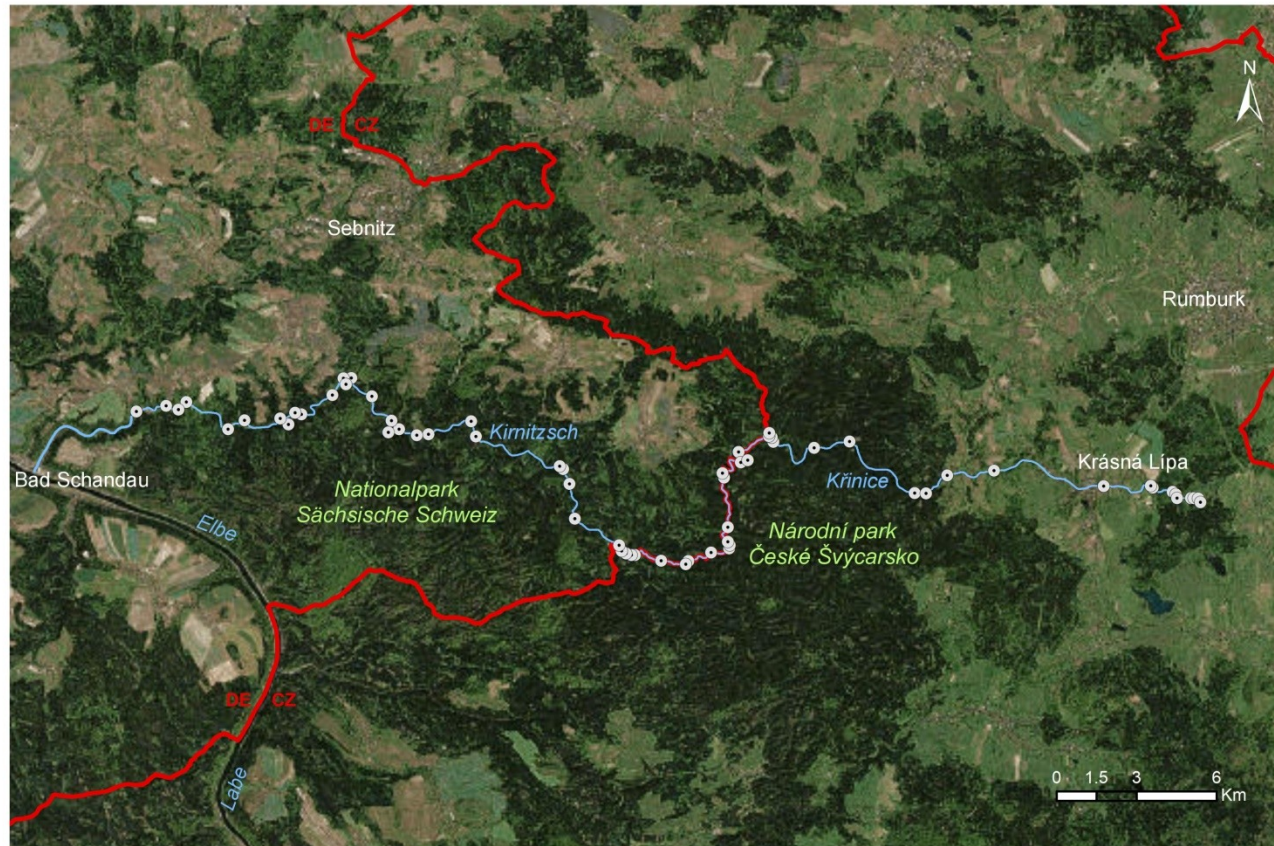 N
DE CZ
Sebnitz
Rumburk
Kirnitzsch
Bad Schandau
Křinice
Krásná Lípa
Nationalpark
Sächsische Schweiz
Elbe
Národní park
České Švýcarsko
DE CZ
Labe
0 1.5 3 6
Km